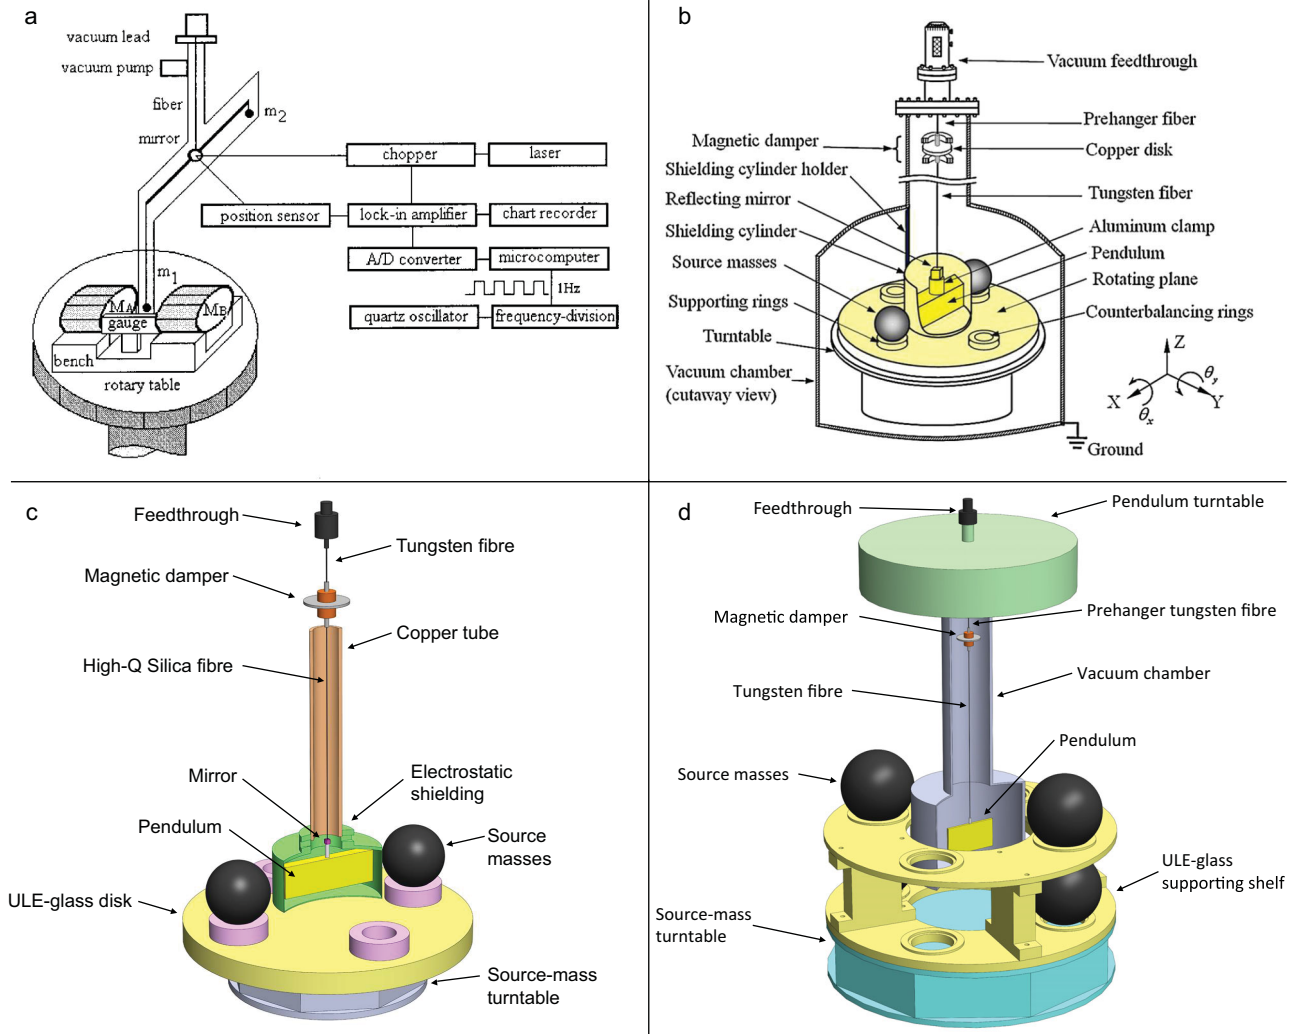 a
vacuum lead
vacuum pump
fiber
mirror
m2
chopper
laser
position sensor
lock-in amplifier
chart recorder
A/D converter
microcomputer
1Hz
quartz oscillator
frequency-division
m1
MA
MB
gauge
bench
rotary table
b
Vacuum feedthrough
Prehanger fiber
Magnetic damper
Copper disk
Shielding cylinder holder
Reflecting mirror
Tungsten fiber
Shielding cylinder
Aluminum clamp
Source masses
Pendulum
Rotating plane
Supporting rings
Counterbalancing rings
Turntable
Vacuum chamber
(cutaway view)
Z
X
Y
θx
θy
Ground
c
Feedthrough
Tungsten fibre
Magnetic damper
Copper tube
High-Q Silica fibre
Mirror
Electrostatic
shielding
Pendulum
Source
masses
ULE-glass disk
Source-mass
turntable
d
Feedthrough
Pendulum turntable
Magnetic damper
Prehanger tungsten fibre
Vacuum chamber
Tungsten fibre
Pendulum
Source masses
ULE-glass
supporting shelf
Source-mass
turntable